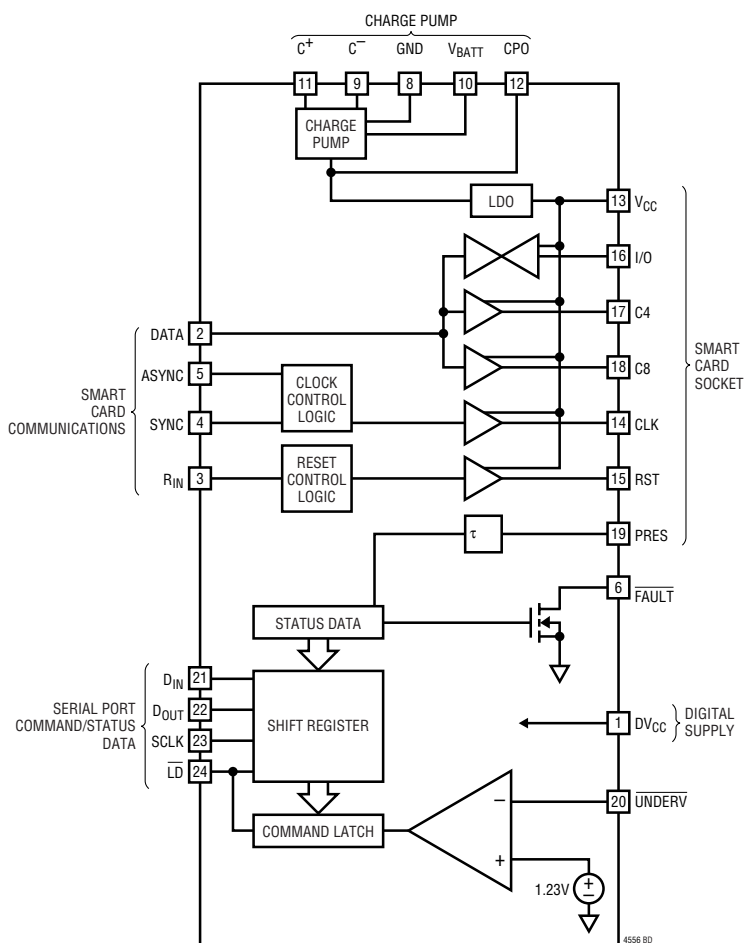 CHARGE PUMP
C+ C– GND VBATT CPO
11 9 8 10 12
CHARGE
PUMP
LDO
13 VCC
16 I/O
17 C4
18 C8
14 CLK
15 RST
19 PRES
SMART
CARD
SOCKET
DATA 2
ASYNC 5
SYNC 4
RIN 3
SMART
CARD
COMMUNICATIONS
CLOCK
CONTROL
LOGIC
RESET
CONTROL
LOGIC
τ
6 FAULT
STATUS DATA
DIN 21
DOUT 22
SCLK 23
LD 24
SERIAL PORT
COMMAND/STATUS
DATA
SHIFT REGISTER
1 DVCC
DIGITAL
SUPPLY
COMMAND LATCH
–
+
20 UNDERV
1.23V
+
–
4556 BD